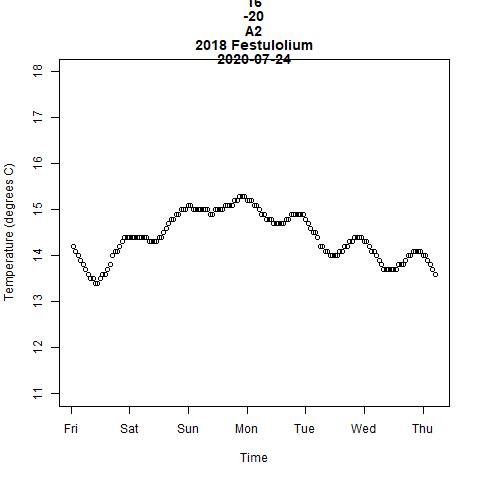 16
-20
A2
2018 Festulolium
2020-07-24
Temperature (degrees C)
18
17
16
15
14
13
12
11
Fri Sat Sun Mon Tue Wed Thu
Time